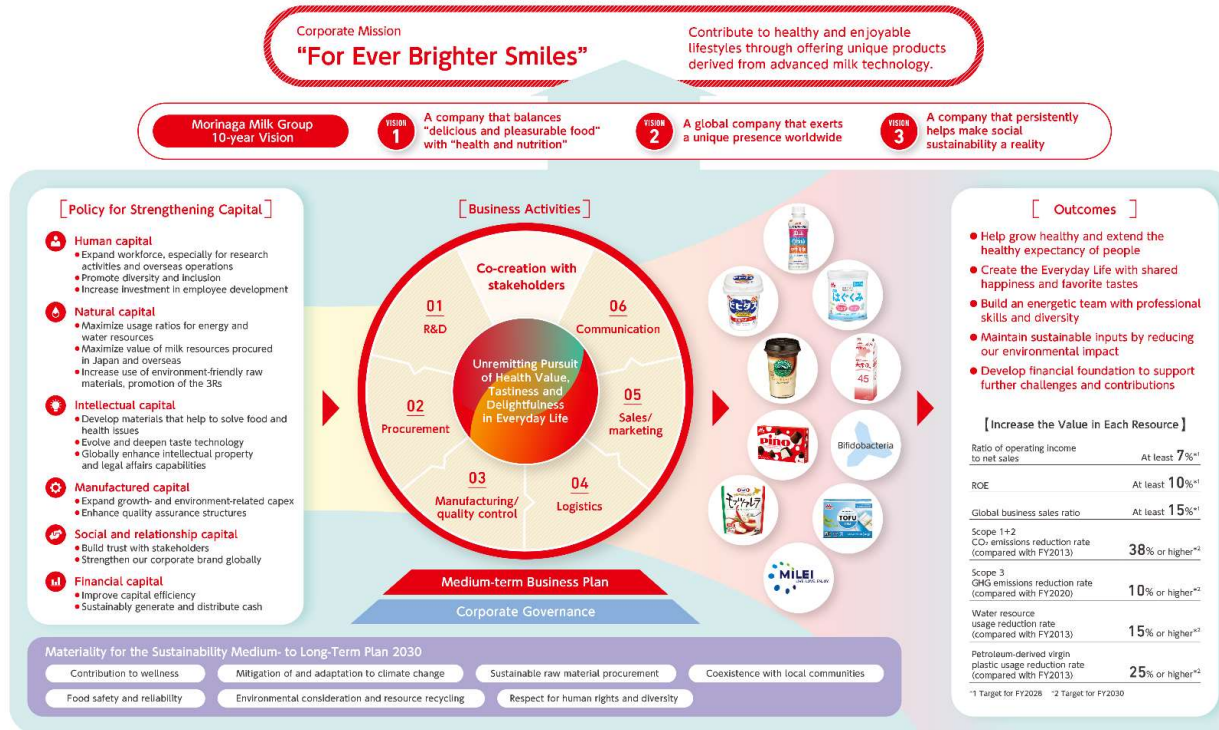 Corporate Mission
“For Ever Brighter Smiles”
Contribute to healthy and enjoyable
lifestyles through offering unique products
derived from advanced milk technology.
Morinaga Milk Group
10-year Vision
VISION
1
A company that balances
“delicious and pleasurable food”
with “health and nutrition”
VISION
2
A global company that exerts
a unique presence worldwide
VISION
3
A company that persistently
helps make social
sustainability a reality
[Policy for Strengthening Capital]
Human capital
● Expand workforce, especially for research
activities and overseas operations
● Promote diversity and inclusion
● Increase investment in employee development
Natural capital
● Maximize usage ratios for energy and
water resources
● Maximize value of milk resources procured
in Japan and overseas
● Increase use of environment-friendly raw
materials, promotion of the 3Rs
Intellectual capital
● Develop materials that help to solve food and
health issues
● Evolve and deepen taste technology
● Globally enhance intellectual property
and legal affairs capabilities
Manufactured capital
● Expand growth- and environment-related capex
● Enhance quality assurance structures
Social and relationship capital
● Build trust with stakeholders
● Strengthen our corporate brand globally
Financial capital
● Improve capital efficiency
● Sustainably generate and distribute cash
[Business Activities]
Co-creation with
stakeholders
01
R&D
02
Procurement
03
Manufacturing/
quality control
04
Logistics
05
Sales/
marketing
06
Communication
Unremitting Pursuit
of Health Value,
Tastiness and
Delightfulness
in Everyday Life
Medium-term Business Plan
Corporate Governance
ビヒダス
はぐくみ
45
pino
Bifidobacteria
モッツァレラ
TOFU
MILEI
[Outcomes]
● Help grow healthy and extend the
healthy expectancy of people
● Create the Everyday Life with shared
happiness and favorite tastes
● Build an energetic team with professional
skills and diversity
● Maintain sustainable inputs by reducing
our environmental impact
● Develop financial foundation to support
further challenges and contributions
【Increase the Value in Each Resource】
Ratio of operating income
to net sales
At least 7%*1
ROE
At least 10%*1
Global business sales ratio
At least 15%*1
Scope 1+2
CO₂ emissions reduction rate
(compared with FY2013)
38% or higher*2
Scope 3
GHG emissions reduction rate
(compared with FY2020)
10% or higher*2
Water resource
usage reduction rate
(compared with FY2013)
15% or higher*2
Petroleum-derived virgin
plastic usage reduction rate
(compared with FY2013)
25% or higher*2
*1 Target for FY2028 *2 Target for FY2030
Materiality for the Sustainability Medium- to Long-Term Plan 2030
Contribution to wellness
Mitigation of and adaptation to climate change
Sustainable raw material procurement
Coexistence with local communities
Food safety and reliability
Environmental consideration and resource recycling
Respect for human rights and diversity